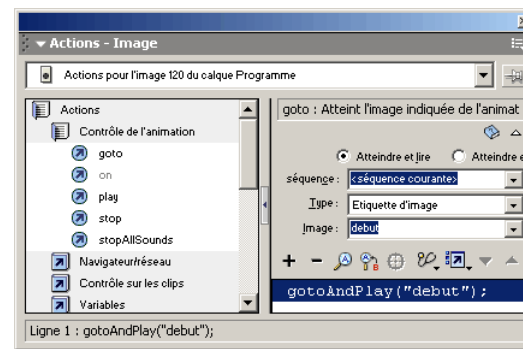 Actions - Image
Actions pour l'image 120 du calque Programme
Actions
Contrôle de l'animation
goto
on
play
stop
stopAllSounds
Navigateur/réseau
Contrôle sur les clips
Variables
goto : Atteint l'image indiquée de l'animat
Atteindre et lire
Atteindre e
séquence :
<séquence courante>
Type :
Etiquette d'image
Image :
debut
gotoAndPlay("debut");
Ligne 1 : gotoAndPlay("debut");